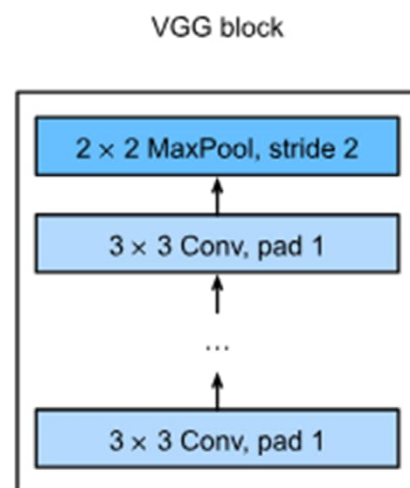 VGG block
2 × 2 MaxPool, stride 2
3 × 3 Conv, pad 1
...
3 × 3 Conv, pad 1